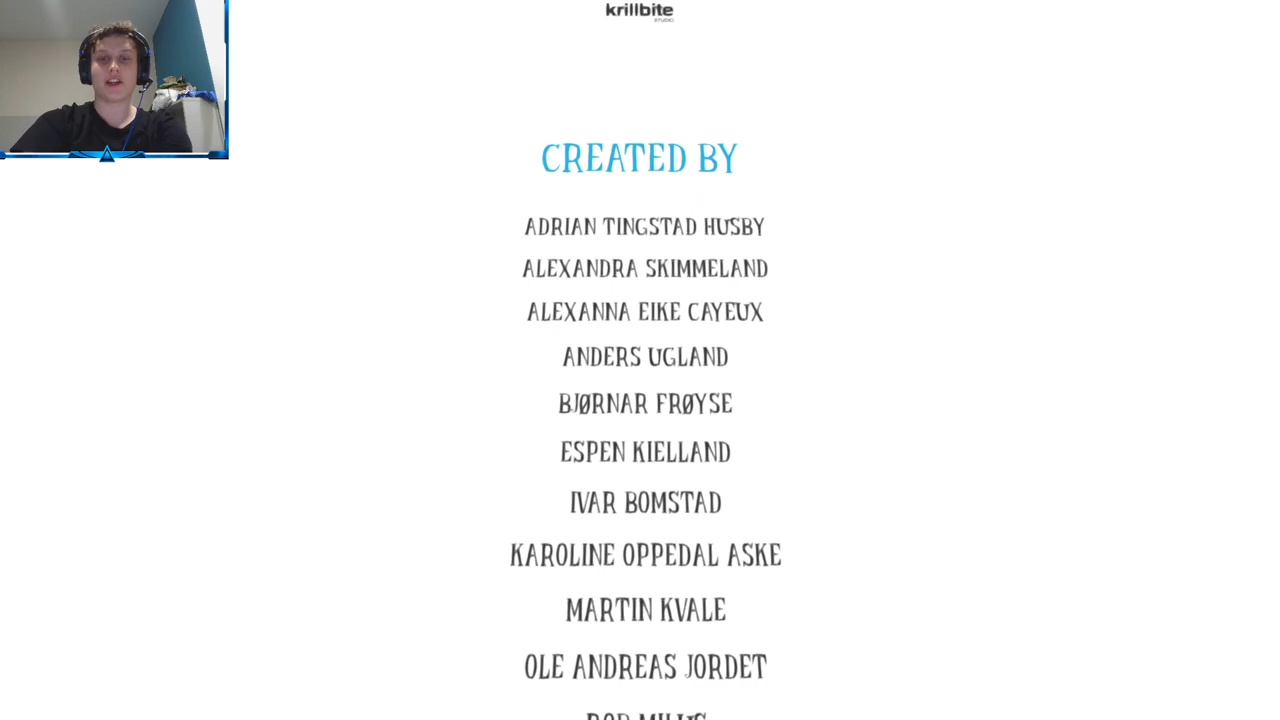 krillbite
STUDIO
CREATED BY
ADRIAN TINGSTAD HUSBY
ALEXANDRA SKIMMELAND
ALEXANNA EIKE CAYEUX
ANDERS UGLAND
BJØRNAR FRØYSE
ESPEN KIELLAND
IVAR BOMSTAD
KAROLINE OPPEDAL ASKE
MARTIN KVALE
OLE ANDREAS JORDET